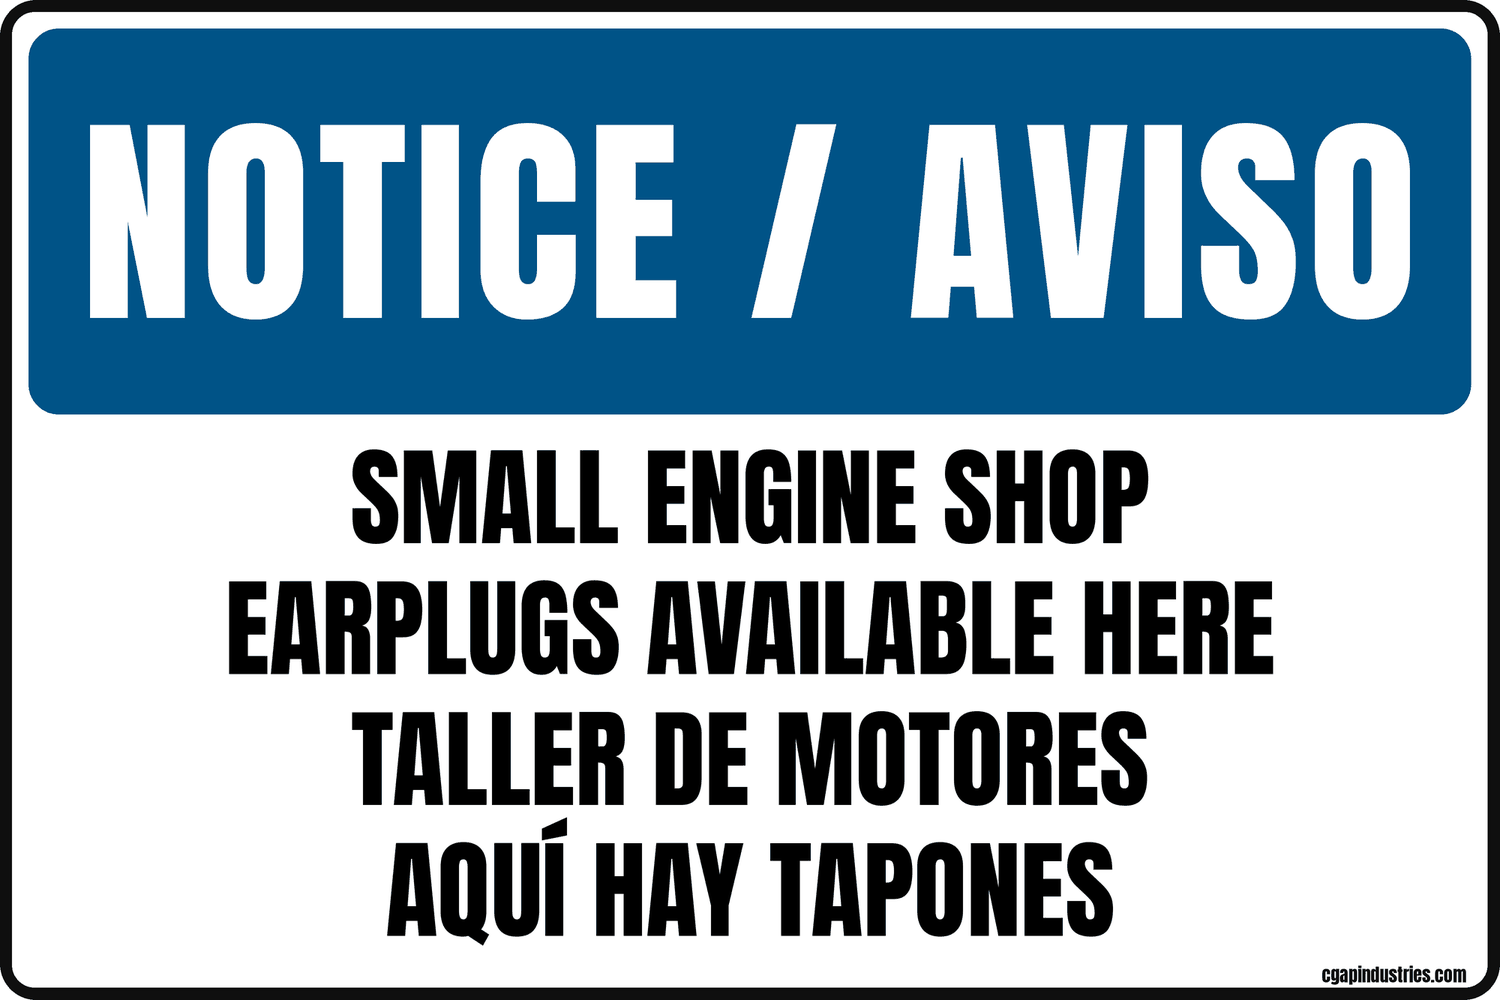 NOTICE / AVISO
SMALL ENGINE SHOP
EARPLUGS AVAILABLE HERE
TALLER DE MOTORES
AQUÍ HAY TAPONES
cgapindustries.com